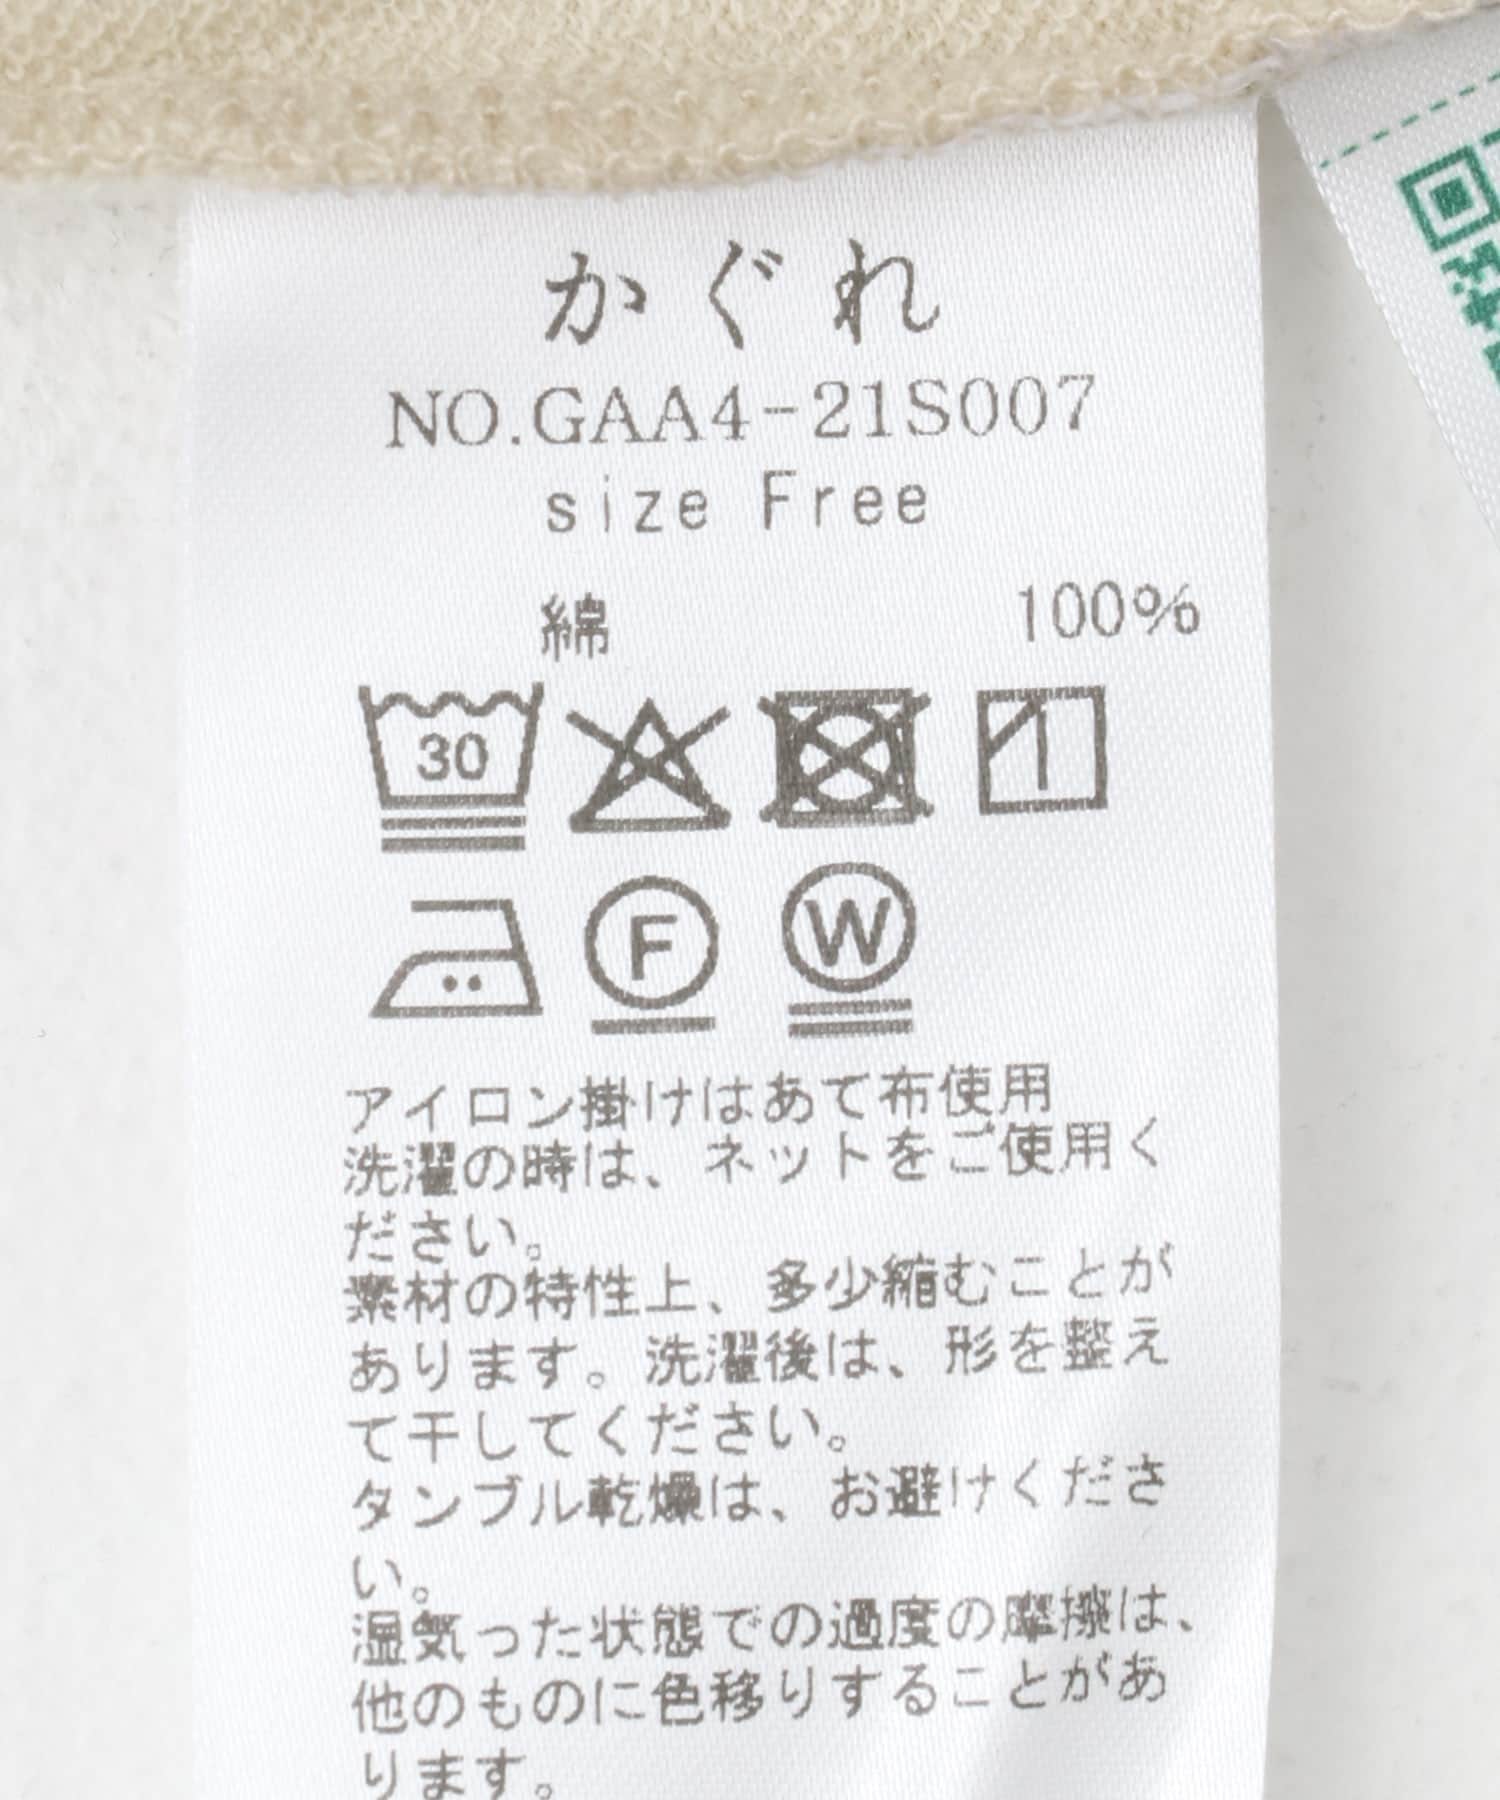 かぐれ
NO.GAA4-21S007
size Free
綿 100%
30
F W
アイロン掛けはあて布使用
洗濯の時は、ネットをご使用く
ださい。
素材の特性上、多少縮むことが
あります。洗濯後は、形を整え
て干してください。
タンブル乾燥は、お避けくださ
い。
湿気った状態での過度の摩擦は、
他のものに色移りすることがあ
ります。